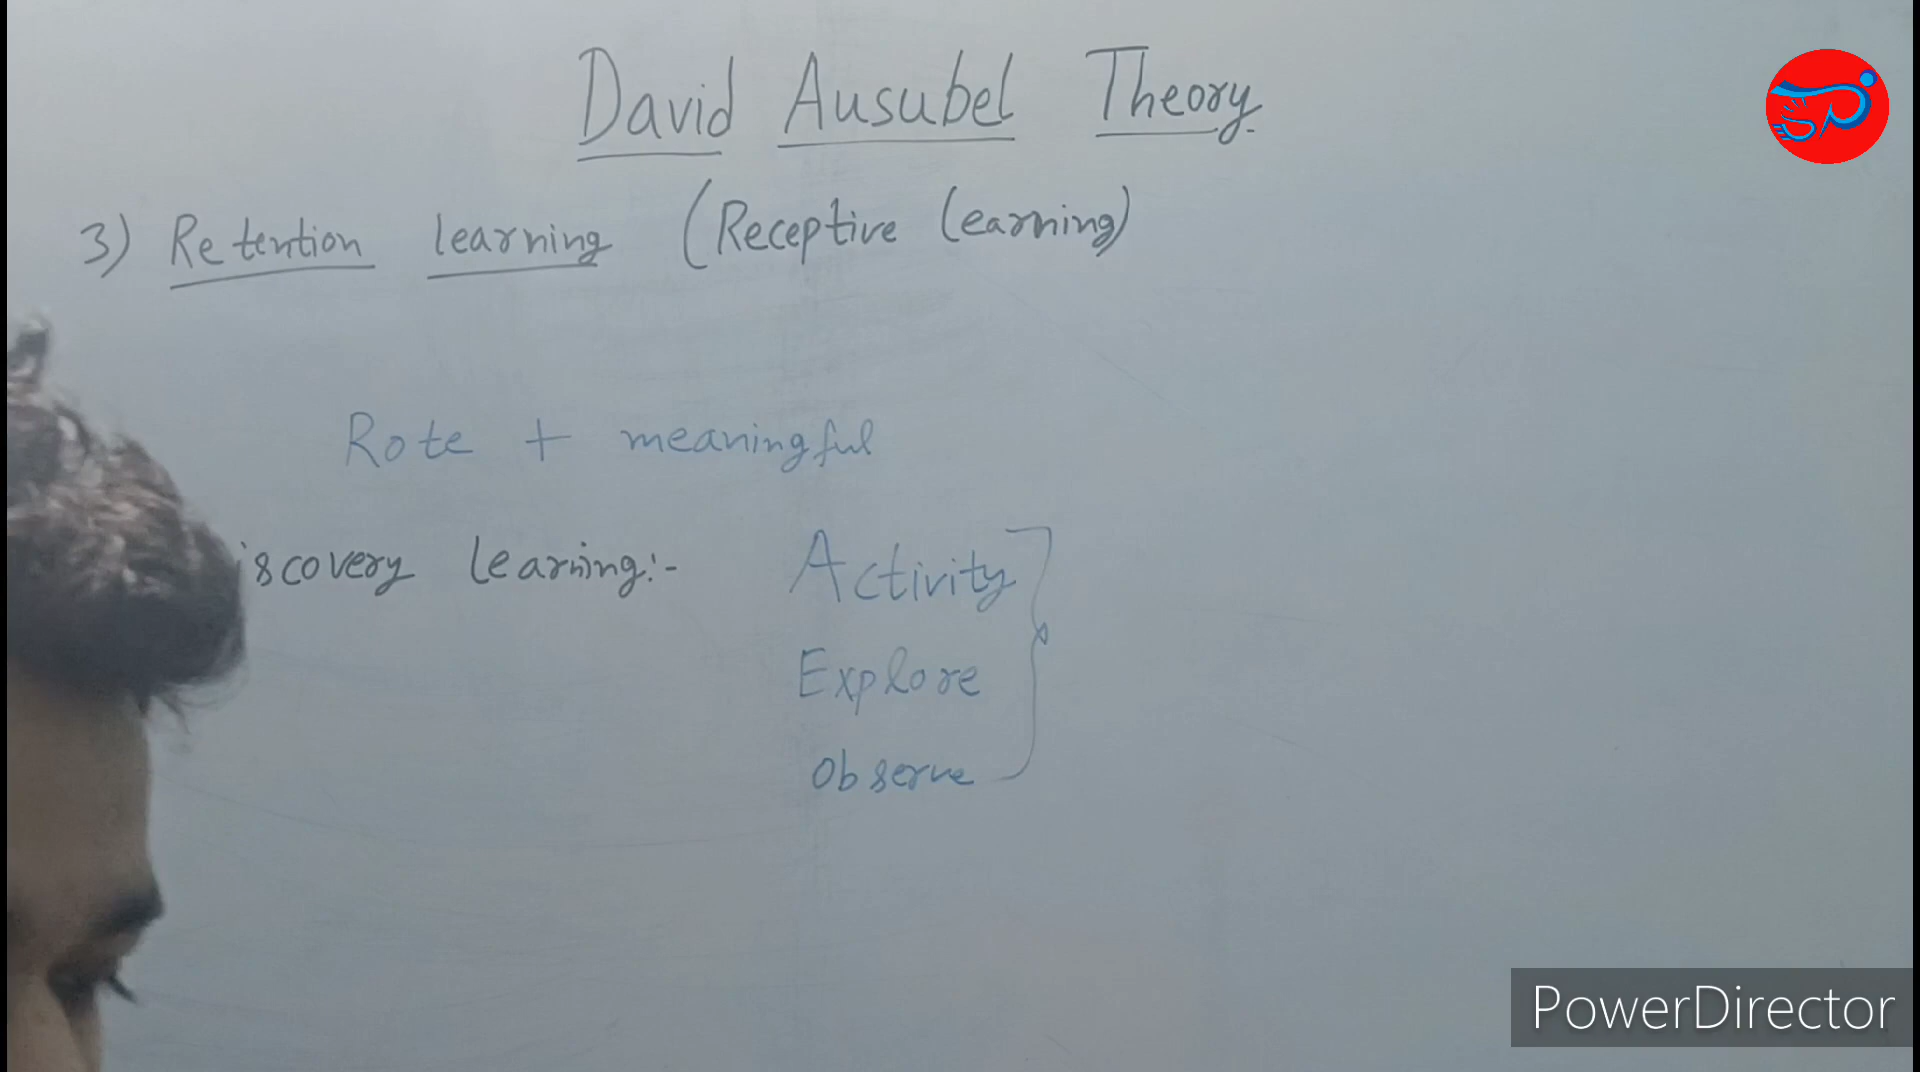 David Ausubel Theory.
3) Retention learning (Receptive learning)
Rote + meaningful
iscovery learning:- Activity
Explore
Observe
PowerDirector